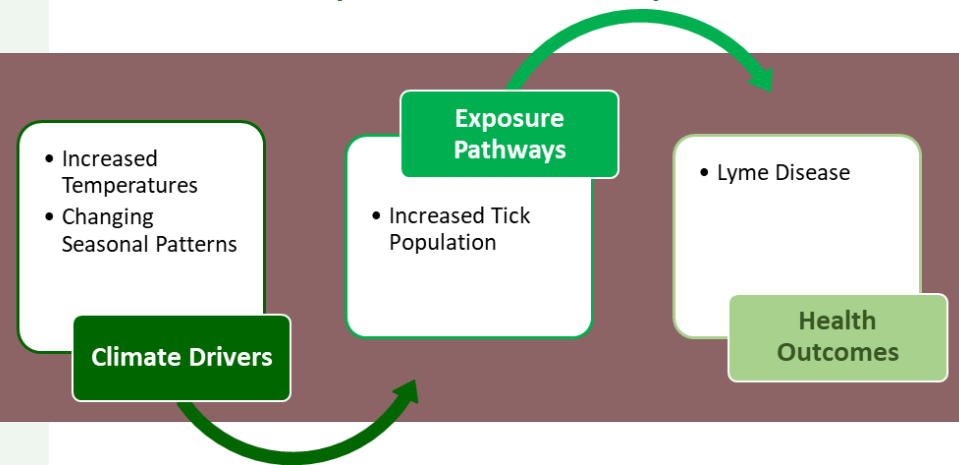 • Increased
Temperatures
• Changing
Seasonal Patterns
Climate Drivers
Exposure
Pathways
• Increased Tick
Population
• Lyme Disease
Health
Outcomes